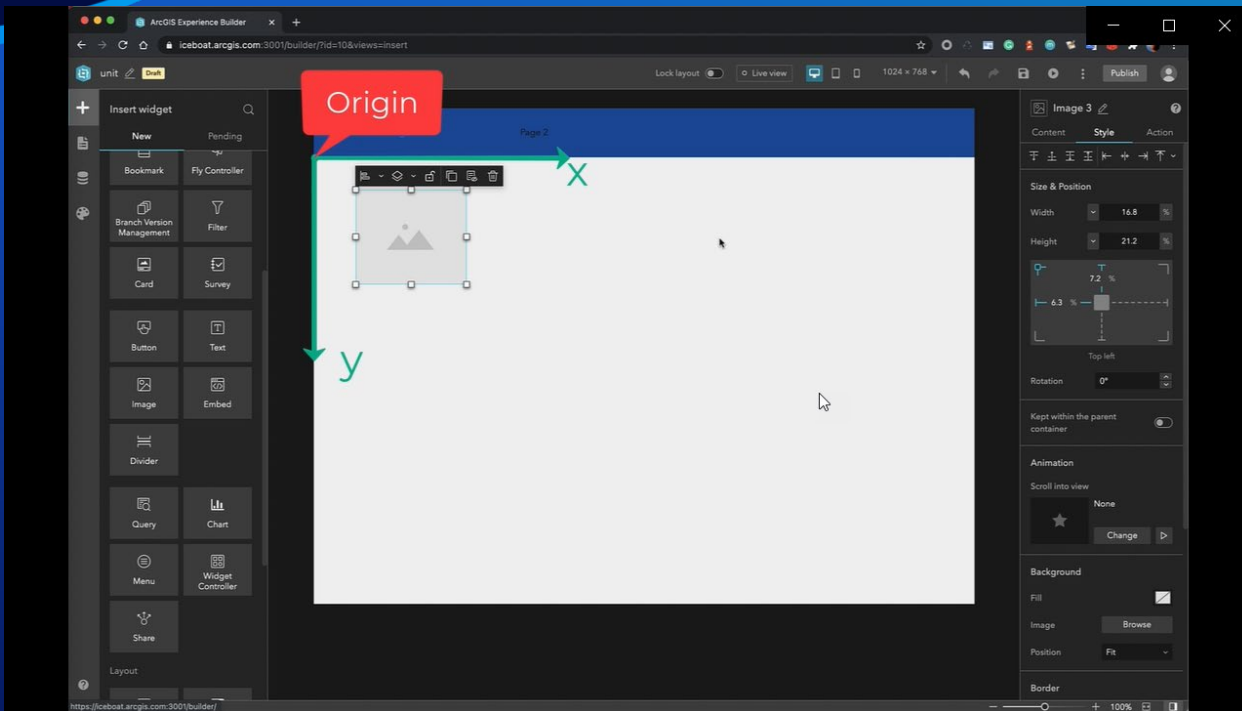 ArcGIS Experience Builder
iceboat.arcgis.com:3001/builder/?id=10&views=insert
unit
Draft
Lock layout
Live view
1024 × 768
Publish
Insert widget
New
Pending
Bookmark
Fly Controller
Branch Version
Management
Filter
Card
Survey
Button
Text
Image
Embed
Divider
Query
Chart
Menu
Widget
Controller
Share
Layout
https://iceboat.arcgis.com:3001/builder/
Origin
Page 2
x
y
Image 3
Content
Style
Action
Size & Position
Width
16.8
%
Height
21.2
%
7.2 %
6.3 %
Top left
Rotation
0°
Kept within the parent
container
Animation
Scroll into view
None
Change
Background
Fill
Image
Browse
Position
Fit
Border
100%